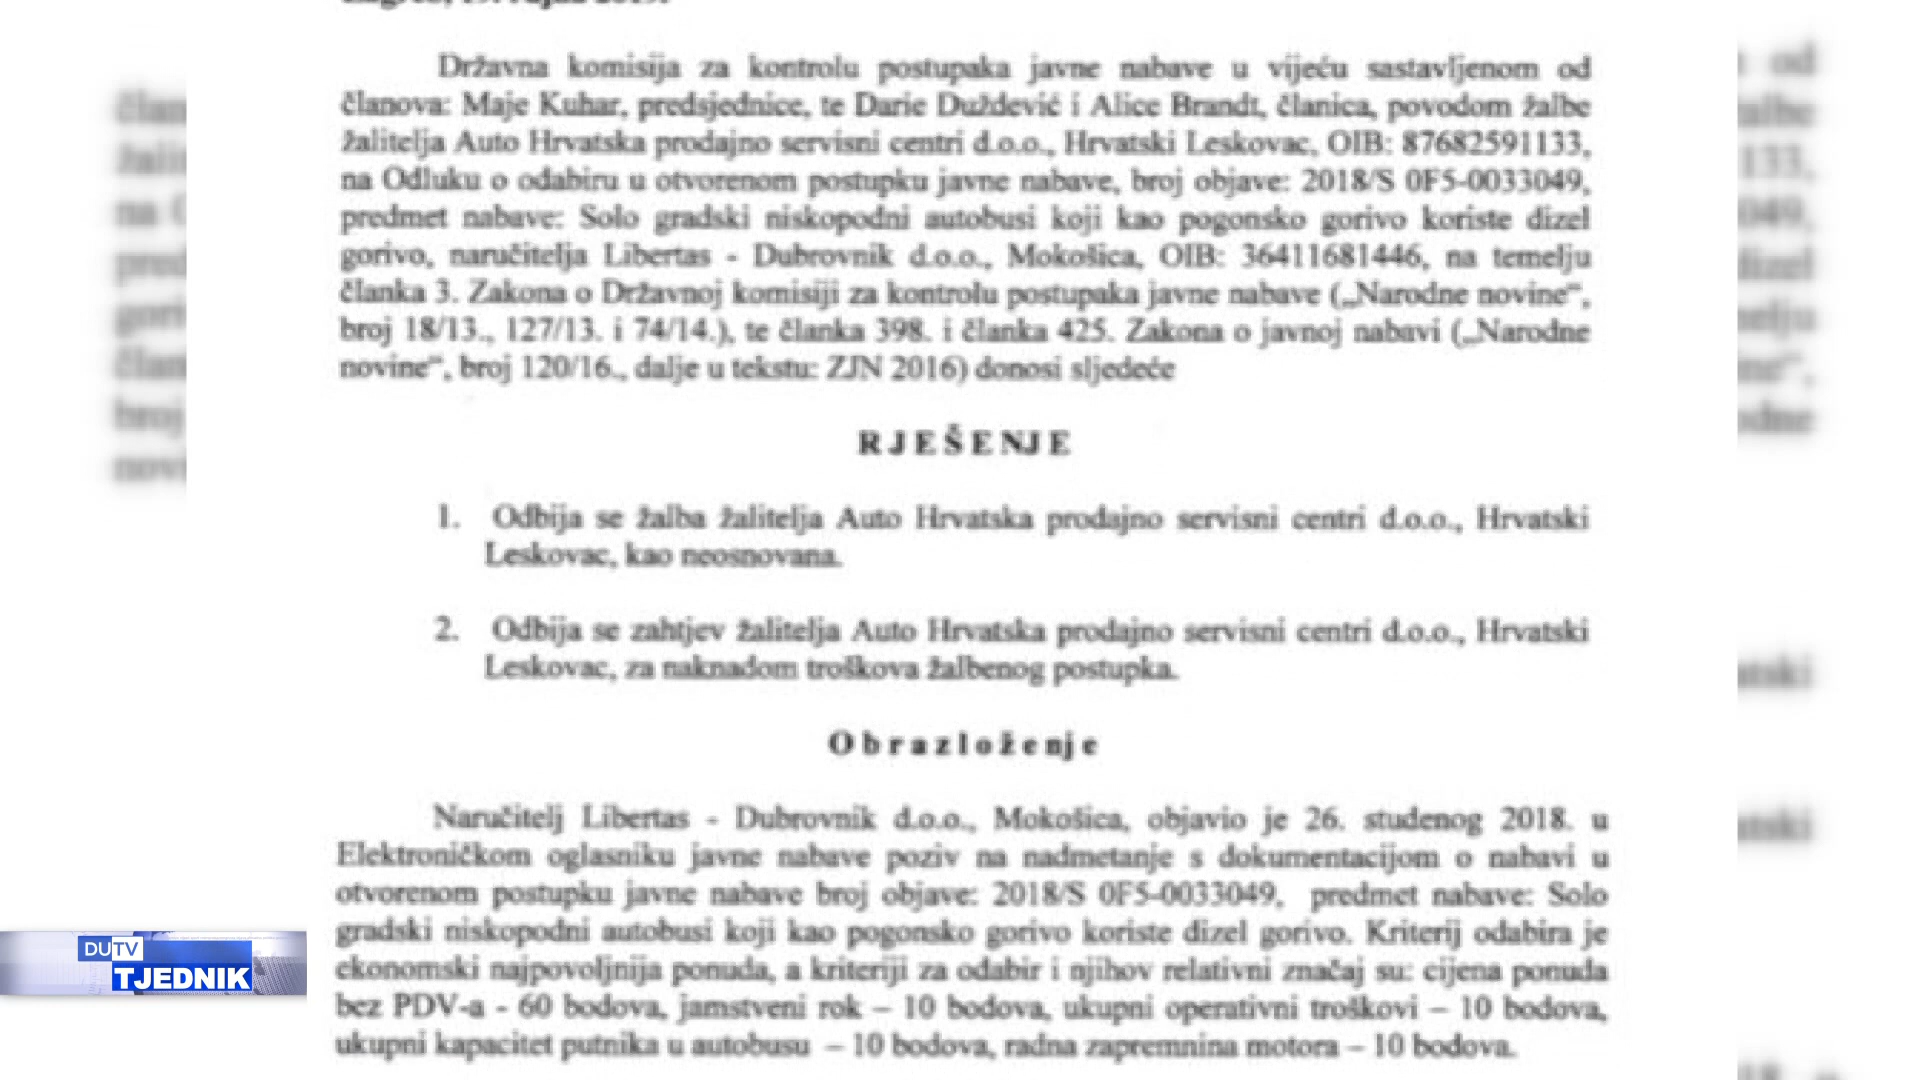 Državna komisija za kontrolu postupaka javne nabave u vijeću sastavljenom od
članova: Maje Kuhar, predsjednice, te Darie Duždević i Alice Brandt, članica, povodom žalbe
žalitelja Auto Hrvatska prodajno servisni centri d.o.o., Hrvatski Leskovac, OIB: 87682591133,
na Odluku o odabiru u otvorenom postupku javne nabave, broj objave: 2018/S 0F5-0033049,
predmet nabave: Solo gradski niskopodni autobusi koji kao pogonsko gorivo koriste dizel
gorivo, naručitelja Libertas - Dubrovnik d.o.o., Mokošica, OIB: 36411681446, na temelju
članka 3. Zakona o Državnoj komisiji za kontrolu postupaka javne nabave („Narodne novine“,
broj 18/13., 127/13. i 74/14.), te članka 398. i članka 425. Zakona o javnoj nabavi („Narodne
novine“, broj 120/16., dalje u tekstu: ZJN 2016) donosi sljedeće
R J E Š E NJ E
1. Odbija se žalba žalitelja Auto Hrvatska prodajno servisni centri d.o.o., Hrvatski
Leskovac, kao neosnovana.
2. Odbija se zahtjev žalitelja Auto Hrvatska prodajno servisni centri d.o.o., Hrvatski
Leskovac, za naknadom troškova žalbenog postupka.
O b r a z l o ž e nj e
Naručitelj Libertas - Dubrovnik d.o.o., Mokošica, objavio je 26. studenog 2018. u
Elektroničkom oglasniku javne nabave poziv na nadmetanje s dokumentacijom o nabavi u
otvorenom postupku javne nabave broj objave: 2018/S 0F5-0033049, predmet nabave: Solo
gradski niskopodni autobusi koji kao pogonsko gorivo koriste dizel gorivo. Kriterij odabira je
ekonomski najpovoljnija ponuda, a kriteriji za odabir i njihov relativni značaj su: cijena ponuda
bez PDV-a - 60 bodova, jamstveni rok – 10 bodova, ukupni operativni troškovi – 10 bodova,
ukupni kapacitet putnika u autobusu – 10 bodova, radna zapremnina motora – 10 bodova.
DUTV
TJEDNIK